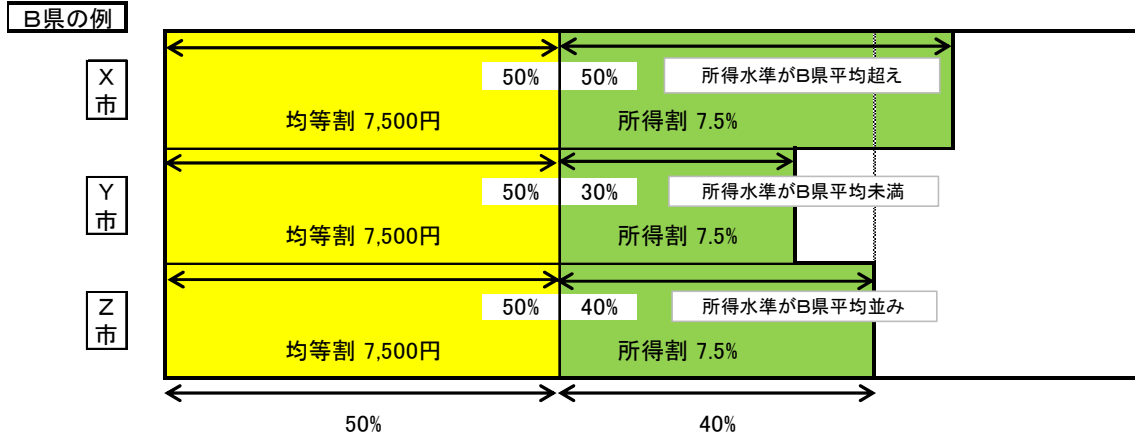 B県の例
X
市
50%
50%
所得水準がB県平均超え
均等割 7,500円
所得割 7.5%
Y
市
50%
30%
所得水準がB県平均未満
均等割 7,500円
所得割 7.5%
Z
市
50%
40%
所得水準がB県平均並み
均等割 7,500円
所得割 7.5%
50%
40%